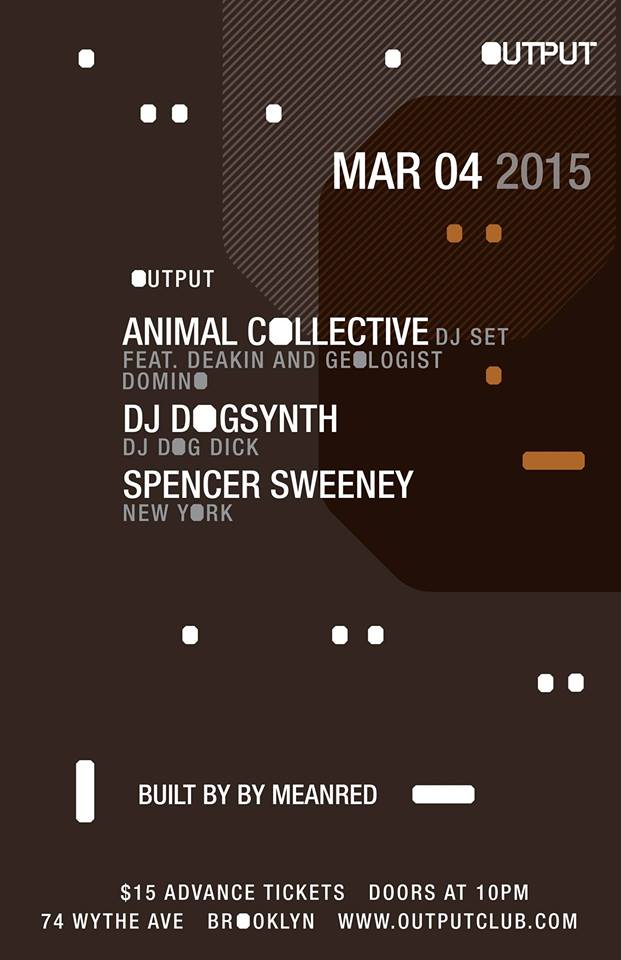 OUTPUT
MAR 04 2015
OUTPUT
ANIMAL COLLECTIVE DJ SET
FEAT. DEAKIN AND GEOLOGIST
DOMINO
DJ DOGSYNTH
DJ DOG DICK
SPENCER SWEENEY
NEW YORK
BUILT BY BY MEANRED
$15 ADVANCE TICKETS DOORS AT 10PM
74 WYTHE AVE BROOKLYN WWW.OUTPUTCLUB.COM